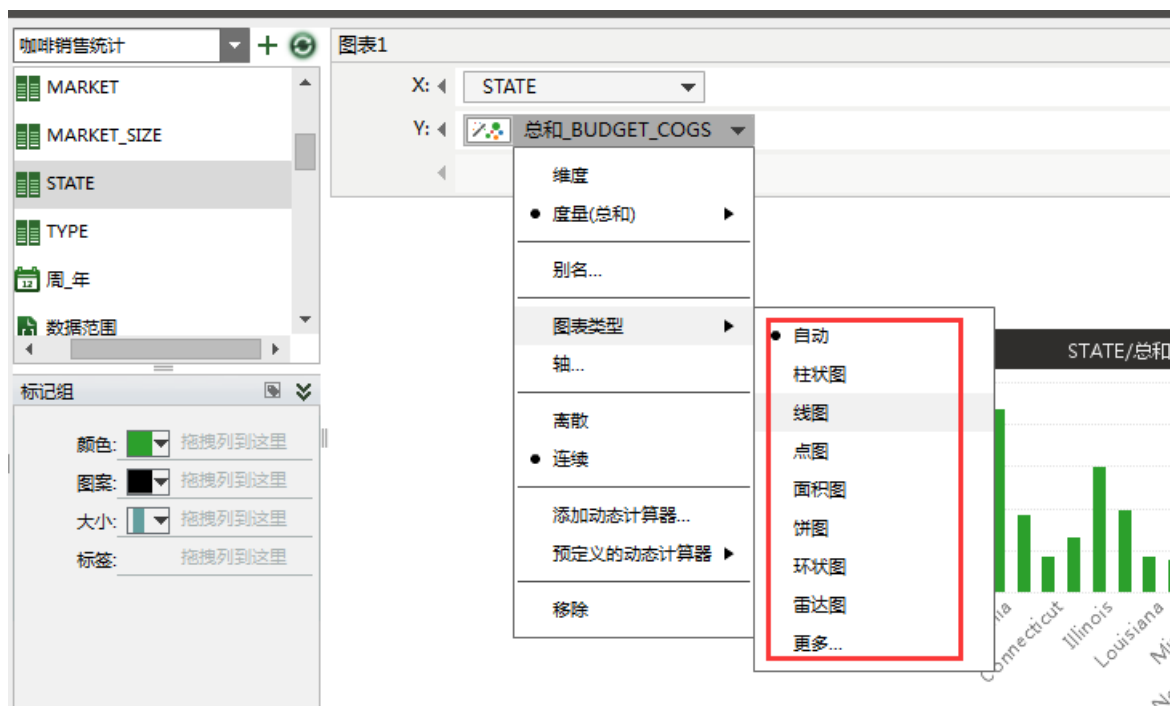 咖啡销售统计
MARKET
MARKET_SIZE
STATE
TYPE
12
周_年
数据范围
标记组
颜色: 拖拽列到这里
图案: 拖拽列到这里
大小: 拖拽列到这里
标签: 拖拽列到这里
图表1
X: STATE
Y: 总和_BUDGET_COGS
维度
度量(总和)
别名...
图表类型
轴...
离散
连续
添加动态计算器...
预定义的动态计算器
移除
自动
柱状图
线图
点图
面积图
饼图
环状图
雷达图
更多...
STATE/总和
Connecticut
Illinois
Louisiana